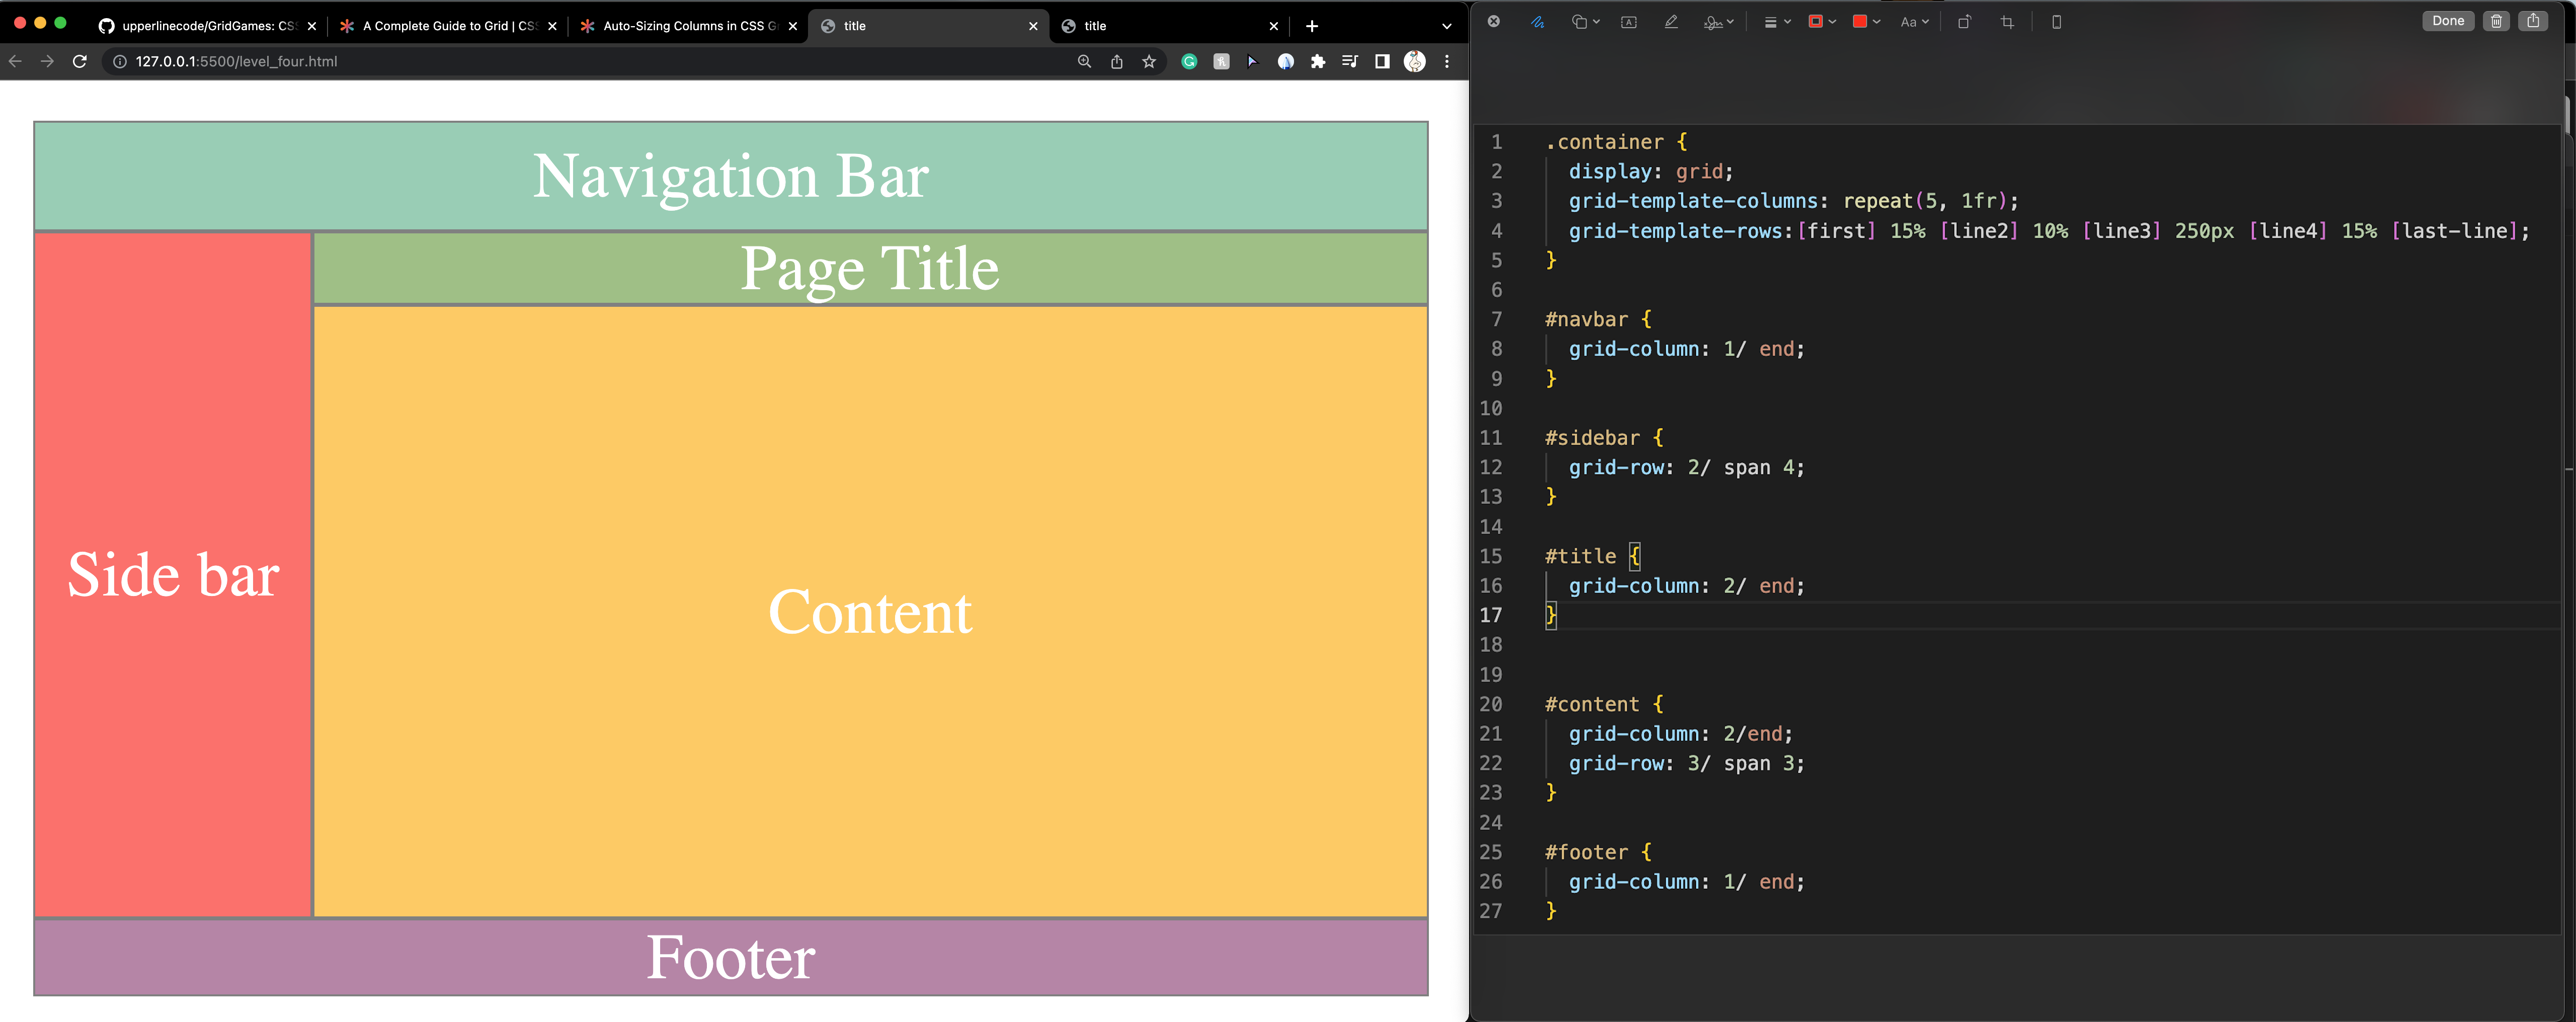 upperlinecode/GridGames: CSS
A Complete Guide to Grid | CSS
Auto-Sizing Columns in CSS G
title
title
127.0.0.1:5500/level_four.html
Navigation Bar
Page Title
Side bar
Content
Footer
Aa
Done
1 .container {
2 display: grid;
3 grid-template-columns: repeat(5, 1fr);
4 grid-template-rows:[first] 15% [line2] 10% [line3] 250px [line4] 15% [last-line];
5 }
6
7 #navbar {
8 grid-column: 1/ end;
9 }
10
11 #sidebar {
12 grid-row: 2/ span 4;
13 }
14
15 #title {
16 grid-column: 2/ end;
17 }
18
19
20 #content {
21 grid-column: 2/end;
22 grid-row: 3/ span 3;
23 }
24
25 #footer {
26 grid-column: 1/ end;
27 }